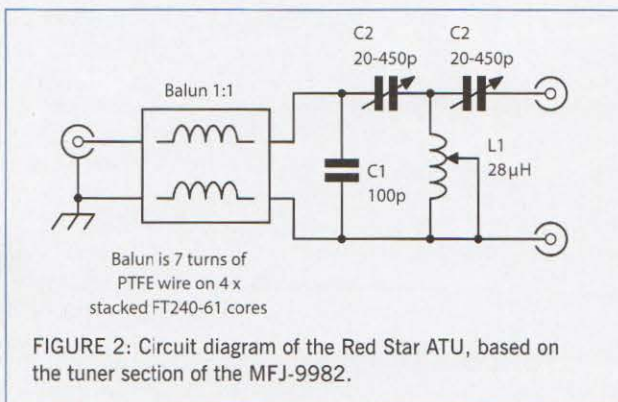 C2
20-450p
C2
20-450p
Balun 1:1
C1
100p
L1
28µH
Balun is 7 turns of
PTFE wire on 4 x
stacked FT240-61 cores
FIGURE 2: Circuit diagram of the Red Star ATU, based on
the tuner section of the MFJ-9982.